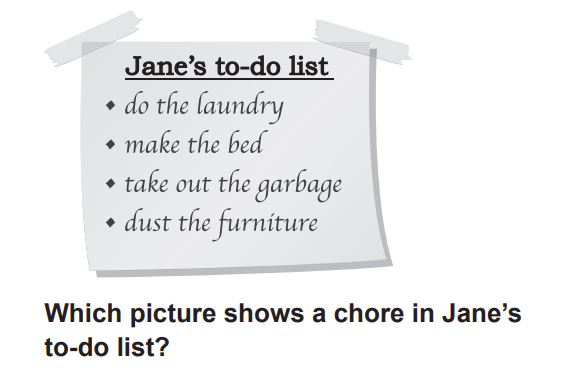 Jane's to-do list
◆ do the laundry
◆ make the bed
◆ take out the garbage
◆ dust the furniture
Which picture shows a chore in Jane's
to-do list?